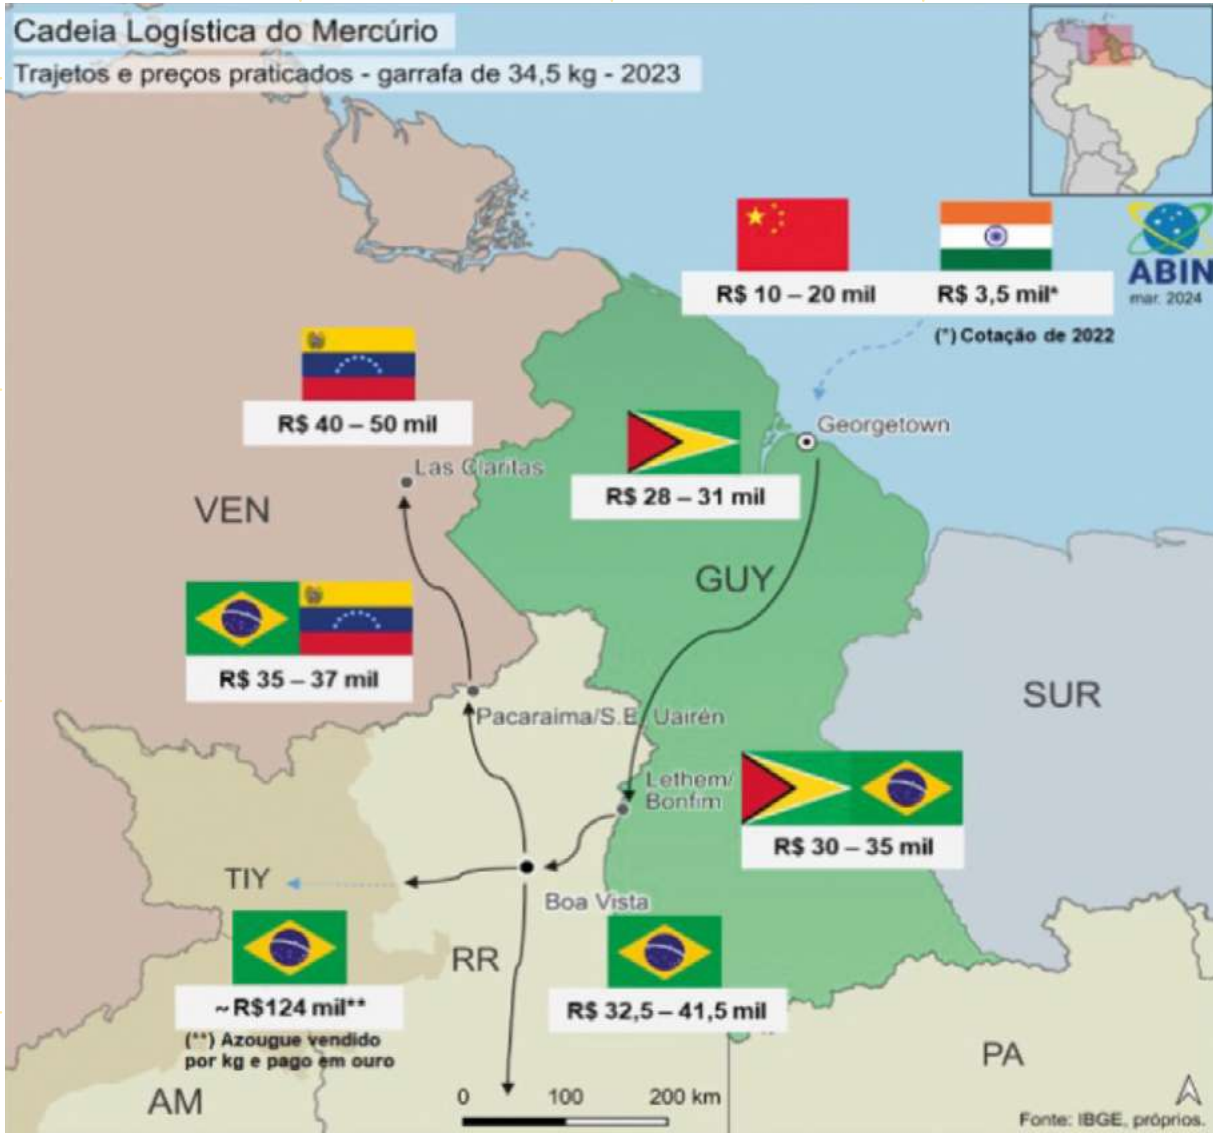 Cadeia Logística do Mercúrio
Trajetos e preços praticados - garrafa de 34,5 kg - 2023
R$ 10 – 20 mil
R$ 3,5 mil*
(*) Cotação de 2022
ABIN
mar. 2024
R$ 40 – 50 mil
Georgetown
Las Claritas
R$ 28 – 31 mil
VEN
GUY
R$ 35 – 37 mil
SUR
Pacaraima/S.E. Uairén
Lethem/
Bonfim
R$ 30 – 35 mil
TIY
Boa Vista
RR
~R$124 mil**
(**) Azougue vendido
por kg e pago em ouro
R$ 32,5 – 41,5 mil
PA
AM
0 100 200 km
Fonte: IBGE, próprios.